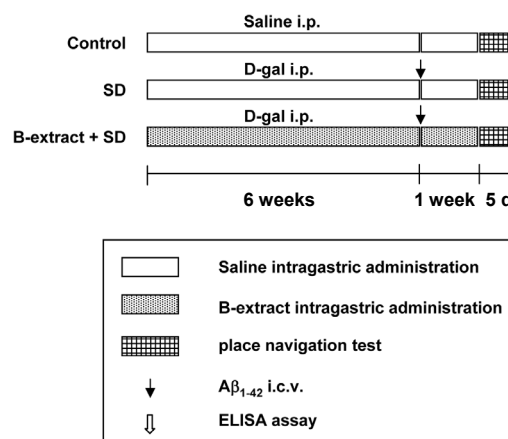 Saline i.p.
Control
D-gal i.p.
SD
D-gal i.p.
B-extract + SD
6 weeks 1 week 5 d
Saline intragastric administration
B-extract intragastric administration
place navigation test
Aβ1-42 i.c.v.
ELISA assay